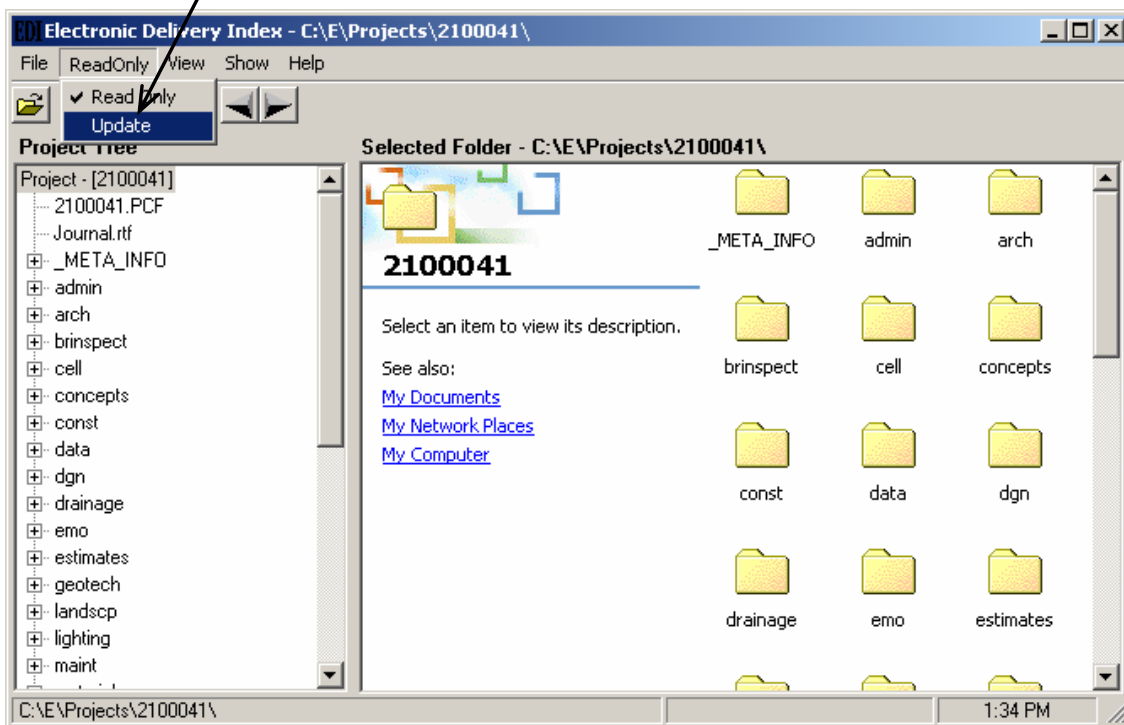 EDI Electronic Delivery Index - C:\E\Projects\2100041\
File ReadOnly View Show Help
Read Only
Update
Project Tree
Selected Folder - C:\E\Projects\2100041\
Project - [2100041]
2100041.PCF
Journal.rtf
_META_INFO
admin
arch
brinspect
cell
concepts
const
data
dgn
drainage
emo
estimates
geotech
landscp
lighting
maint
2100041
Select an item to view its description.
See also:
My Documents
My Network Places
My Computer
_META_INFO admin arch
brinspect cell concepts
const data dgn
drainage emo estimates
C:\E\Projects\2100041\
1:34 PM